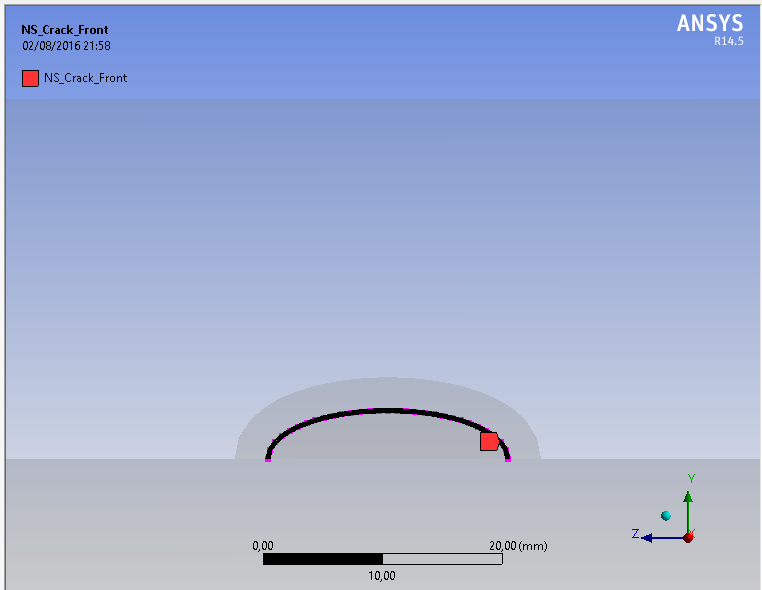 NS_Crack_Front
02/08/2016 21:58
NS_Crack_Front
ANSYS
R14.5
Y
Z
X
0,00
20,00 (mm)
10,00